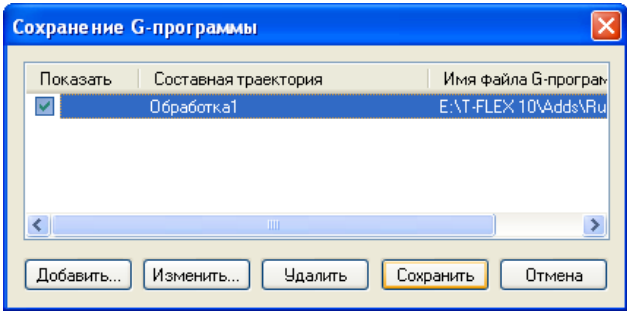 Сохранение G-программы
Показать Составная траектория Имя файла G-програм
Обработка1 E:\T-FLEX 10\Adds\Ru
Добавить... Изменить... Удалить Сохранить Отмена